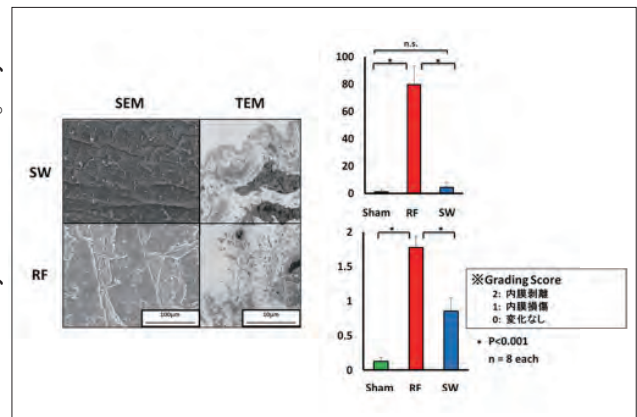 SEM TEM
SW
RF
100μm 10μm
n.s.
* *
100
80
60
40
20
0
Sham RF SW
* *
2
1.5
1
0.5
0
Sham RF SW
※Grading Score
2: 内膜剥離
1: 内膜損傷
0: 変化なし
* P<0.001
n = 8 each